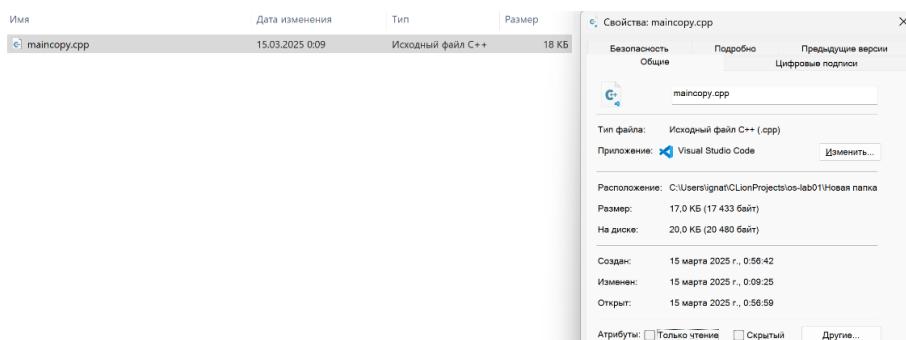 Имя Дата изменения Тип Размер
maincopy.cpp 15.03.2025 0:09 Исходный файл C++ 18 КБ
Свойства: maincopy.cpp
Безопасность Подробно Предыдущие версии
Общие Цифровые подписи
maincopy.cpp
Тип файла: Исходный файл C++ (.cpp)
Приложение: Visual Studio Code Изменить...
Расположение: C:\Users\ignat\CLionProjects\os-lab01\Новая папка
Размер: 17,0 КБ (17 433 байт)
На диске: 20,0 КБ (20 480 байт)
Создан: 15 марта 2025 г., 0:56:42
Изменен: 15 марта 2025 г., 0:09:25
Открыт: 15 марта 2025 г., 0:56:59
Атрибуты: Только чтение Скрытый Другие...